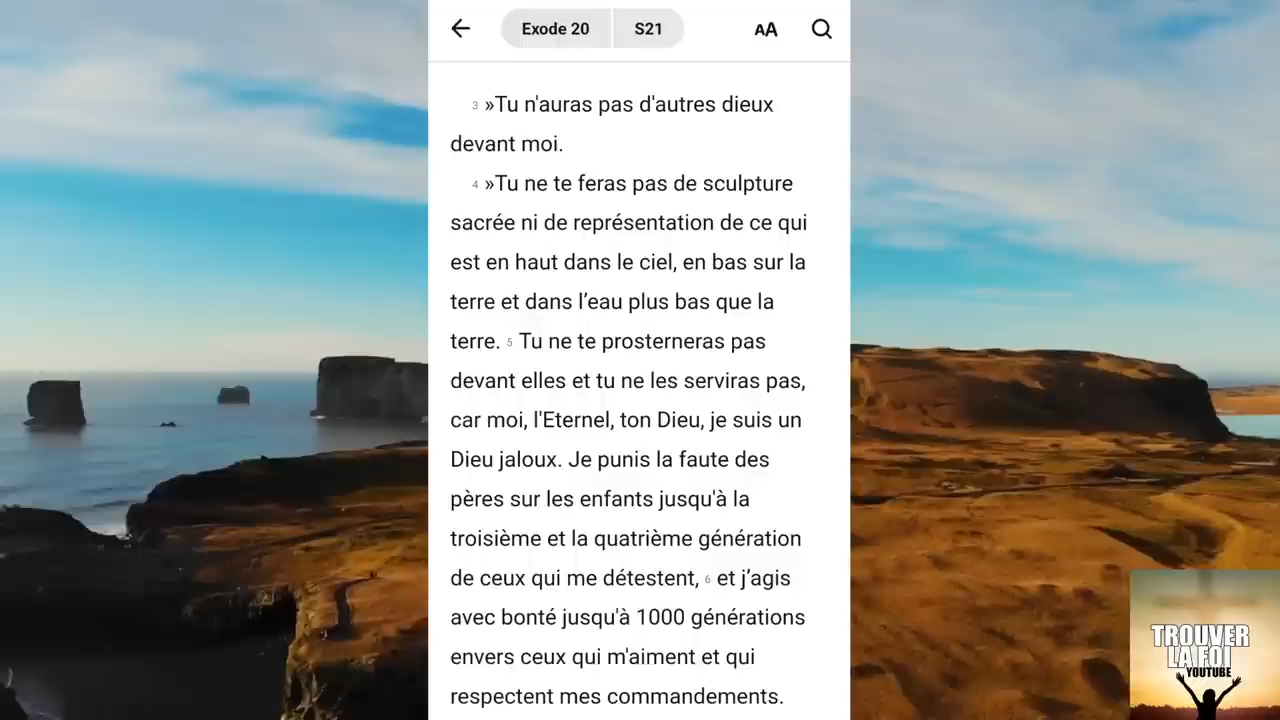 Exode 20 S21 AA
3 »Tu n'auras pas d'autres dieux
devant moi.
4 »Tu ne te feras pas de sculpture
sacrée ni de représentation de ce qui
est en haut dans le ciel, en bas sur la
terre et dans l’eau plus bas que la
terre. 5 Tu ne te prosterneras pas
devant elles et tu ne les serviras pas,
car moi, l'Eternel, ton Dieu, je suis un
Dieu jaloux. Je punis la faute des
pères sur les enfants jusqu'à la
troisième et la quatrième génération
de ceux qui me détestent, 6 et j’agis
avec bonté jusqu'à 1000 générations
envers ceux qui m'aiment et qui
respectent mes commandements.
TROUVER
LA FOI
YOUTUBE